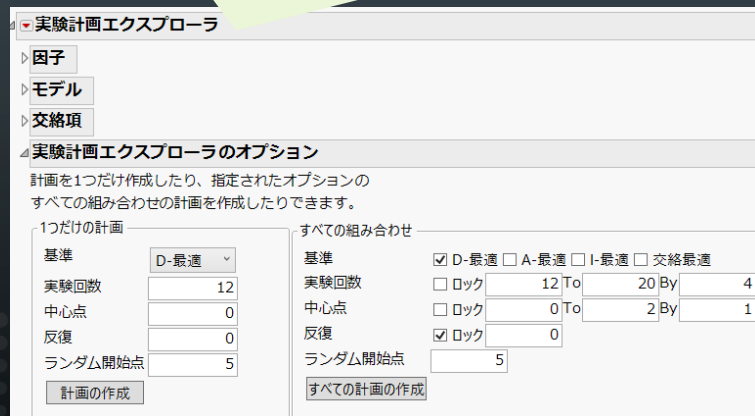 実験計画エクスプローラ
因子
モデル
交絡項
実験計画エクスプローラのオプション
計画を1つだけ作成したり、指定されたオプションの
すべての組み合わせの計画を作成したりできます。
1つだけの計画
基準 D-最適
実験回数 12
中心点 0
反復 0
ランダム開始点 5
計画の作成
すべての組み合わせ
基準 D-最適 A-最適 I-最適 交絡最適
実験回数 ロック 12 To 20 By 4
中心点 ロック 0 To 2 By 1
反復 ロック 0
ランダム開始点 5
すべての計画の作成